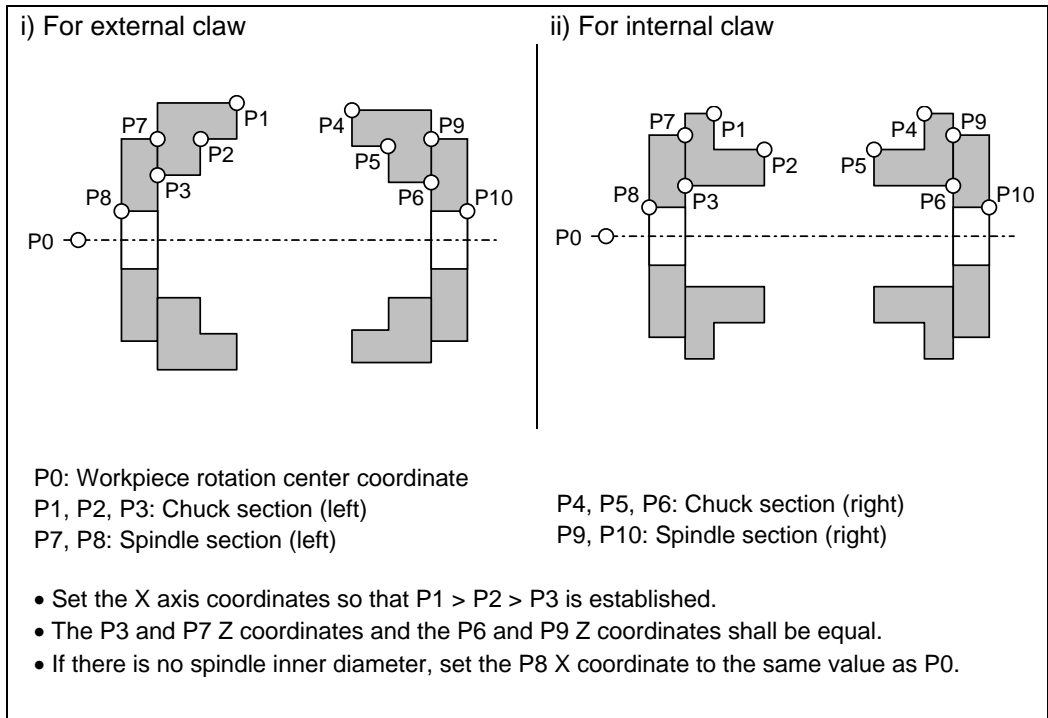 i) For external claw
P1
P7
P2
P3
P8
P0
P4
P9
P5
P6
P10
ii) For internal claw
P7
P1
P2
P8
P3
P0
P4
P9
P5
P6
P10
P0: Workpiece rotation center coordinate
P1, P2, P3: Chuck section (left)
P7, P8: Spindle section (left)
P4, P5, P6: Chuck section (right)
P9, P10: Spindle section (right)
• Set the X axis coordinates so that P1 > P2 > P3 is established.
• The P3 and P7 Z coordinates and the P6 and P9 Z coordinates shall be equal.
• If there is no spindle inner diameter, set the P8 X coordinate to the same value as P0.